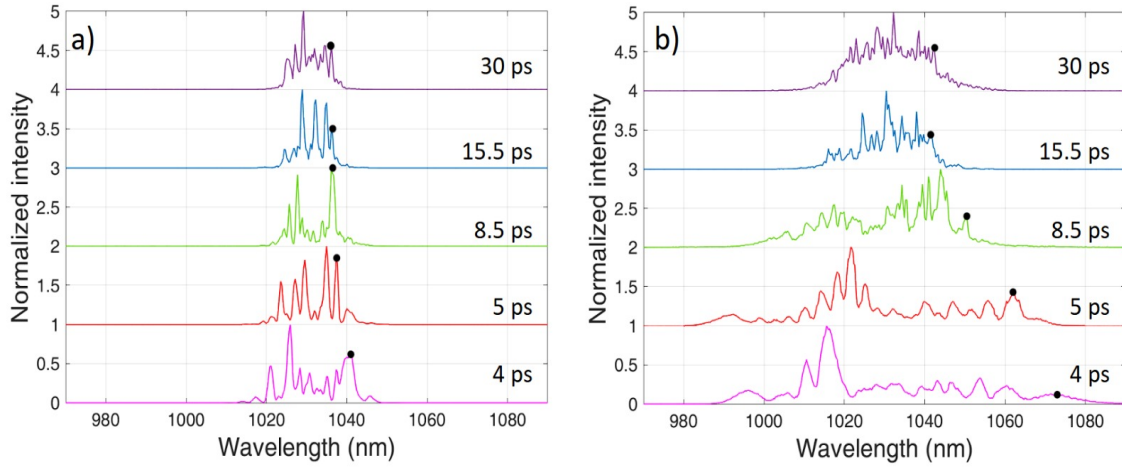 a)
Normalized intensity
5
4.5
4
3.5
3
2.5
2
1.5
1
0.5
0
30 ps
15.5 ps
8.5 ps
5 ps
4 ps
980 1000 1020 1040 1060 1080
Wavelength (nm)
b)
Normalized intensity
5
4.5
4
3.5
3
2.5
2
1.5
1
0.5
0
30 ps
15.5 ps
8.5 ps
5 ps
4 ps
980 1000 1020 1040 1060 1080
Wavelength (nm)